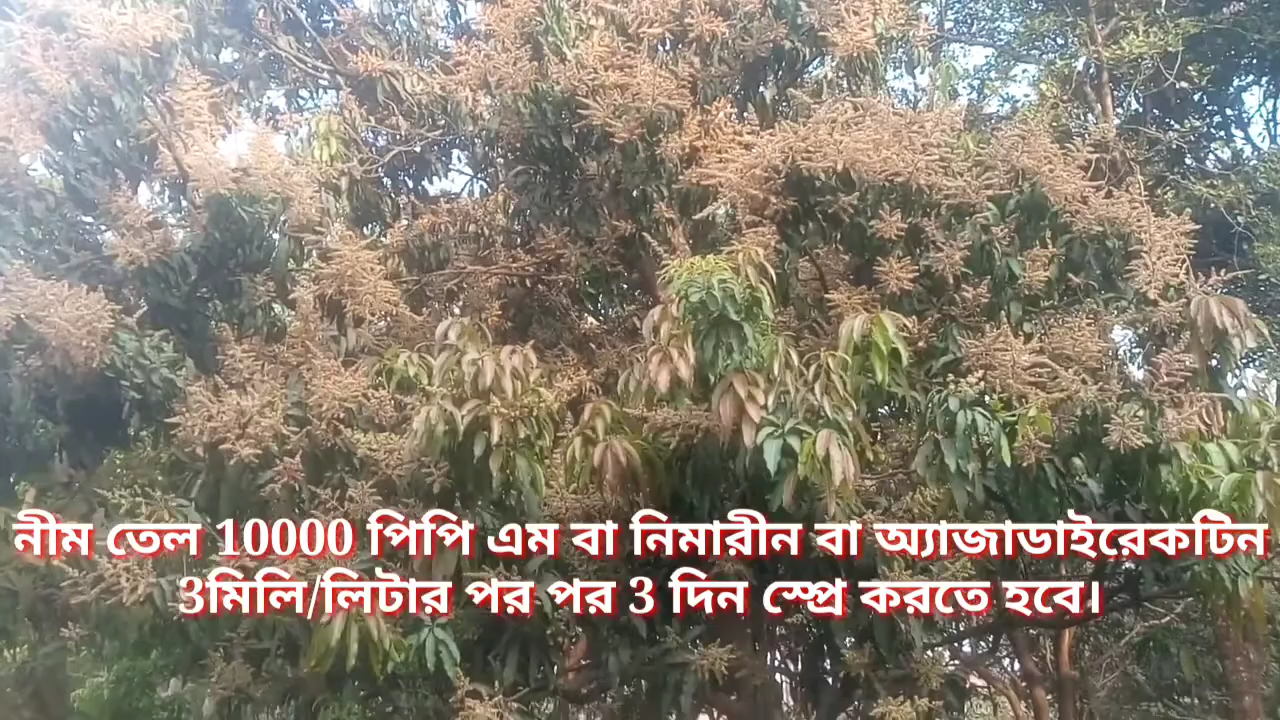 নীম তেল 10000 পিপি এম বা নিমারীন বা অ্যাজাডাইরেকটিন
3মিলি/লিটার পর পর 3 দিন স্প্রে করতে হবে।